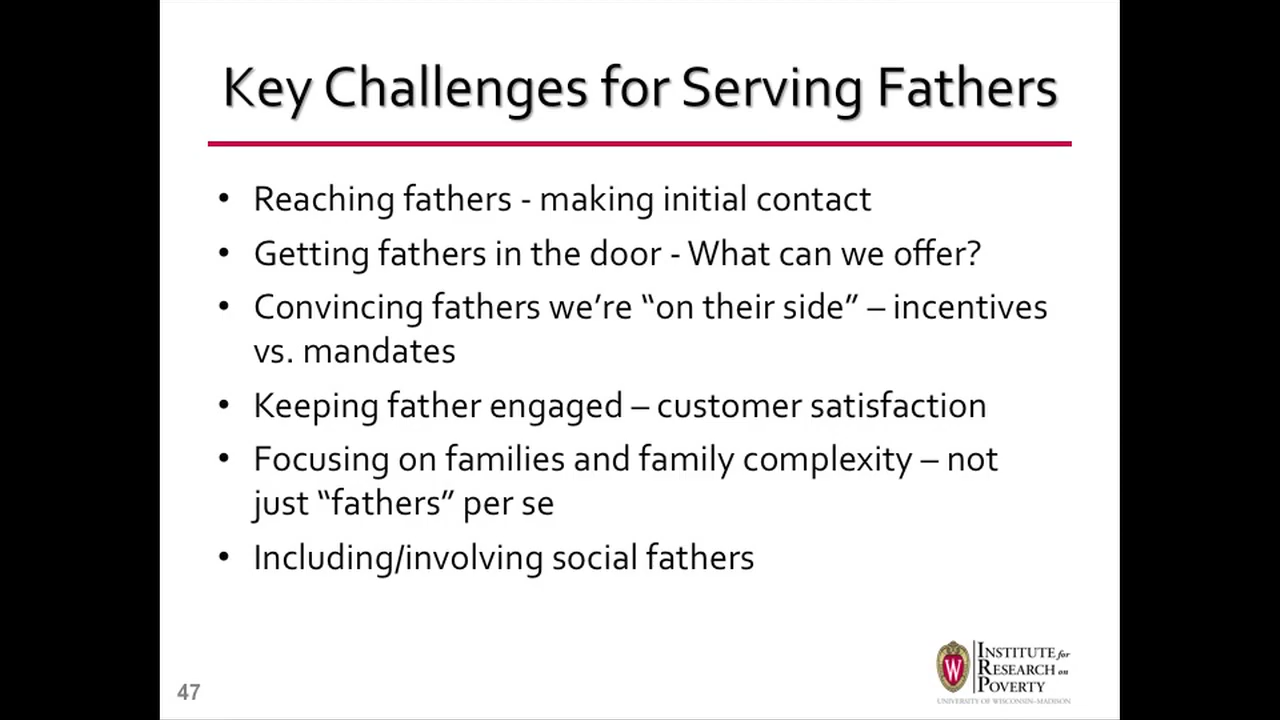 Key Challenges for Serving Fathers
• Reaching fathers - making initial contact
• Getting fathers in the door - What can we offer?
• Convincing fathers we’re “on their side” – incentives
vs. mandates
• Keeping father engaged – customer satisfaction
• Focusing on families and family complexity – not
just “fathers” per se
• Including/involving social fathers
47
W
INSTITUTE for
RESEARCH on
POVERTY
UNIVERSITY OF WISCONSIN–MADISON